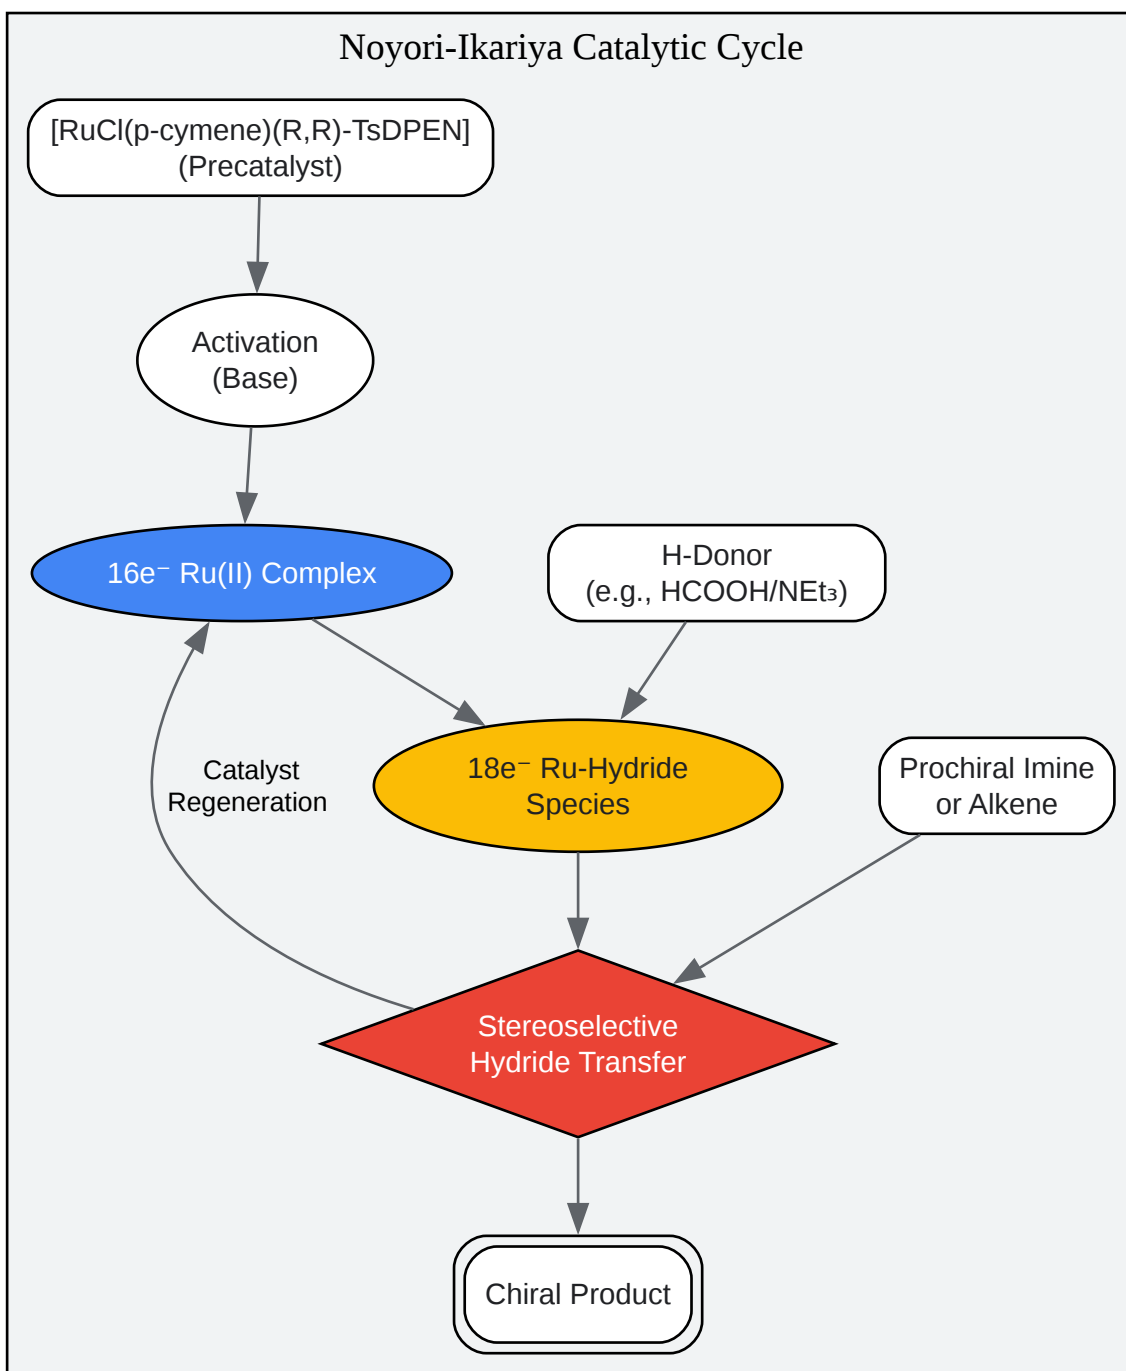 Noyori-Ikariya Catalytic Cycle
[RuCl(p-cymene)(R,R)-TsDPEN]
(Precatalyst)
Activation
(Base)
16e⁻ Ru(II) Complex
H-Donor
(e.g., HCOOH/NEt₃)
Catalyst
Regeneration
18e⁻ Ru-Hydride
Species
Prochiral Imine
or Alkene
Stereoselective
Hydride Transfer
Chiral Product